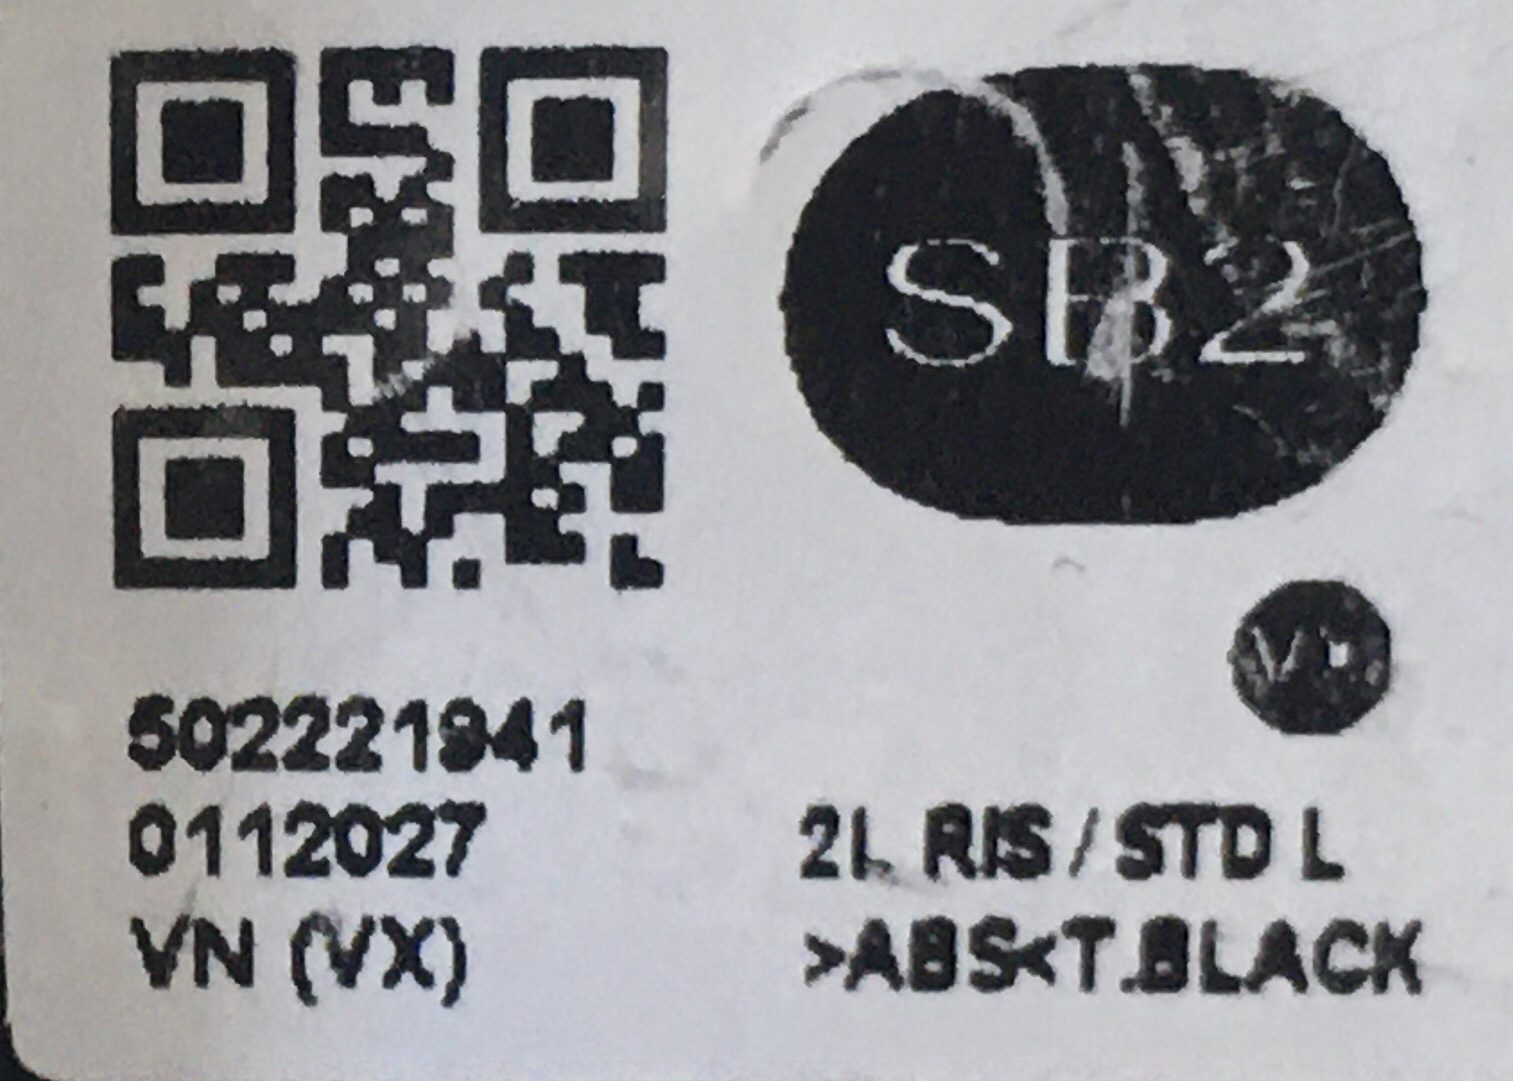 SB2
502221941
0112027
VN (VX)
2L RIS / STD L
>ABS<T.BLACK